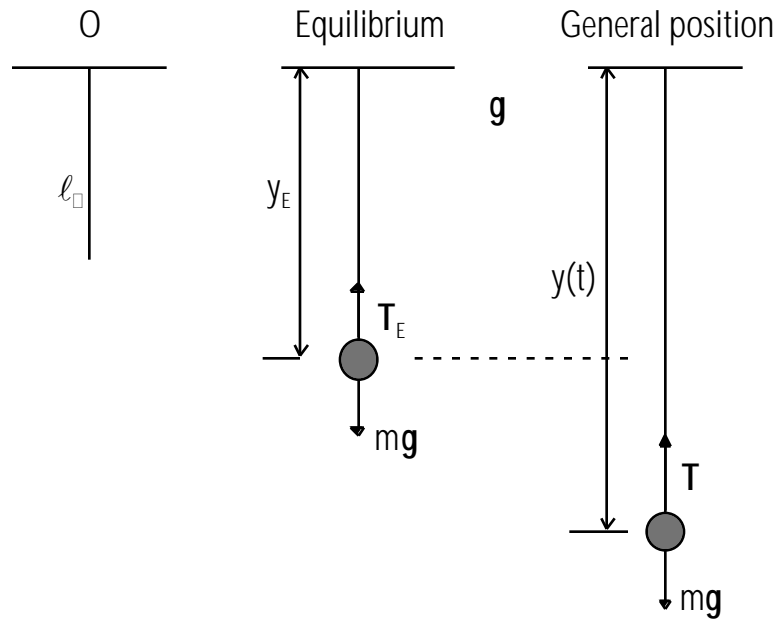 O
Equilibrium
General position
g
ℓ
y_E
y(t)
T_E
mg
T
mg